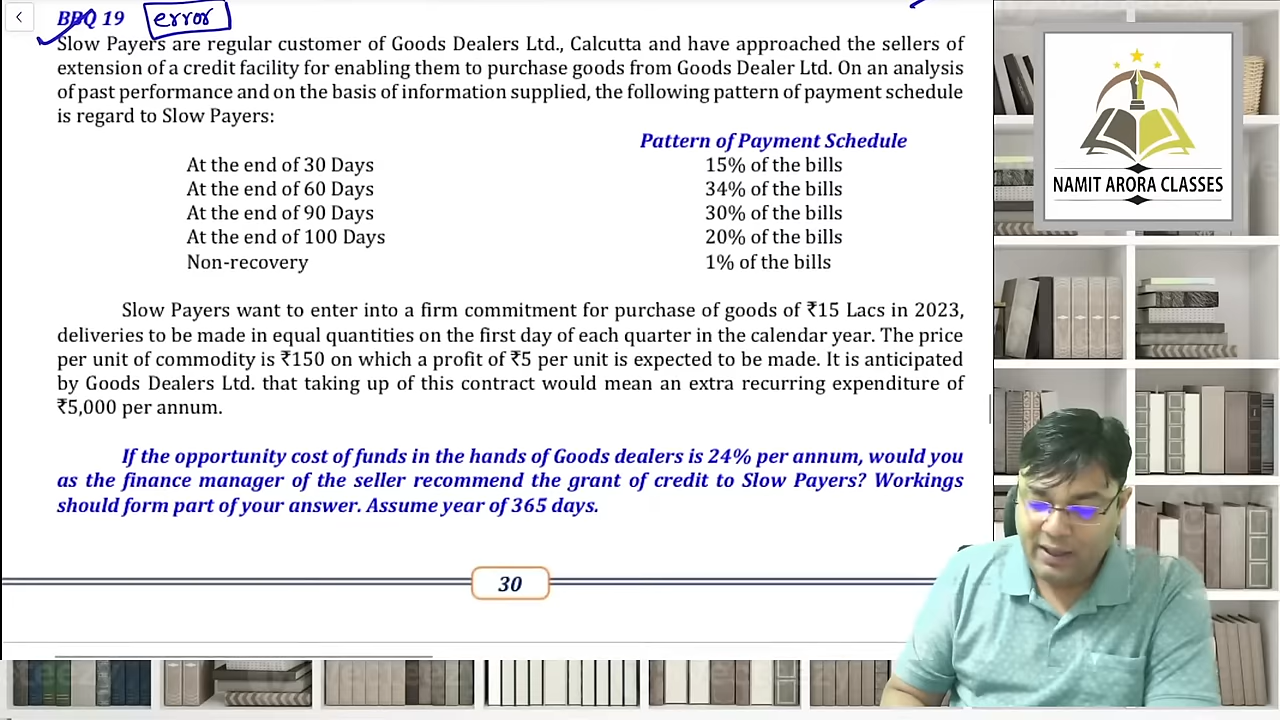 BBQ 19 error
Slow Payers are regular customer of Goods Dealers Ltd., Calcutta and have approached the sellers of
extension of a credit facility for enabling them to purchase goods from Goods Dealer Ltd. On an analysis
of past performance and on the basis of information supplied, the following pattern of payment schedule
is regard to Slow Payers:
Pattern of Payment Schedule
At the end of 30 Days 15% of the bills
At the end of 60 Days 34% of the bills
At the end of 90 Days 30% of the bills
At the end of 100 Days 20% of the bills
Non-recovery 1% of the bills
Slow Payers want to enter into a firm commitment for purchase of goods of ₹15 Lacs in 2023,
deliveries to be made in equal quantities on the first day of each quarter in the calendar year. The price
per unit of commodity is ₹150 on which a profit of ₹5 per unit is expected to be made. It is anticipated
by Goods Dealers Ltd. that taking up of this contract would mean an extra recurring expenditure of
₹5,000 per annum.
If the opportunity cost of funds in the hands of Goods dealers is 24% per annum, would you
as the finance manager of the seller recommend the grant of credit to Slow Payers? Workings
should form part of your answer. Assume year of 365 days.
30
NAMIT ARORA CLASSES